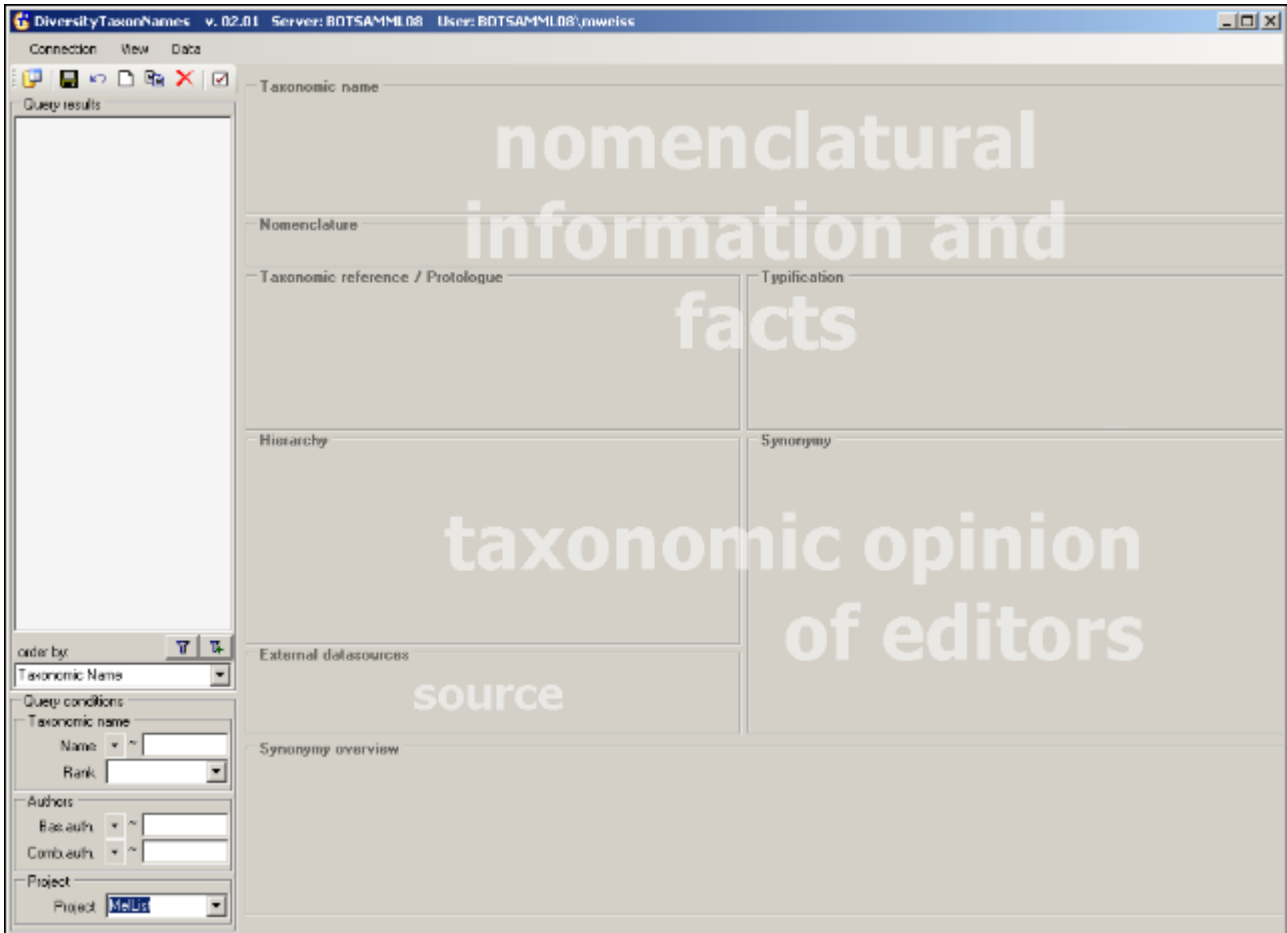 DiversityTaxonNames v. 02.01 Server: BOTSAMML08 User: BOTSAMML08\mweiss
Connection View Data
Query results
Taxonomic name
nomenclatural
information and
facts
Nomenclature
Taxonomic reference / Protologue
Typification
Hierarchy
Synonymy
taxonomic opinion
of editors
External datasources
source
Synonymy overview
order by:
Taxonomic Name
Query conditions
Taxonomic name
Name ~
Rank
Authors
Bas.auth. ~
Comb.auth. ~
Project
Project MelList